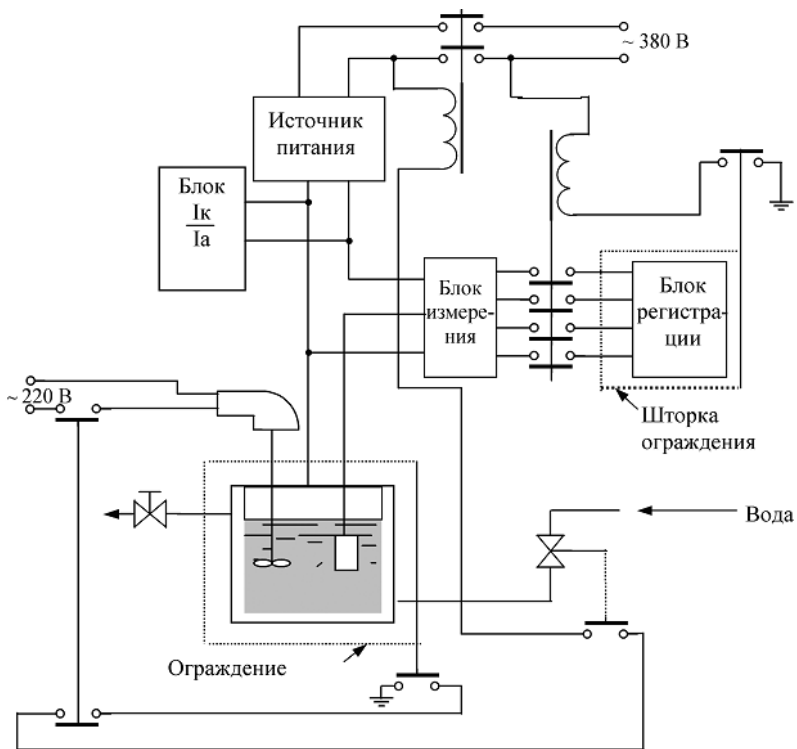 ~ 380 В
Источник
питания
Блок
Iк
Iа
Блок
измере-
ния
Блок
регистра-
ции
~ 220 В
Шторка
ограждения
Вода
Ограждение